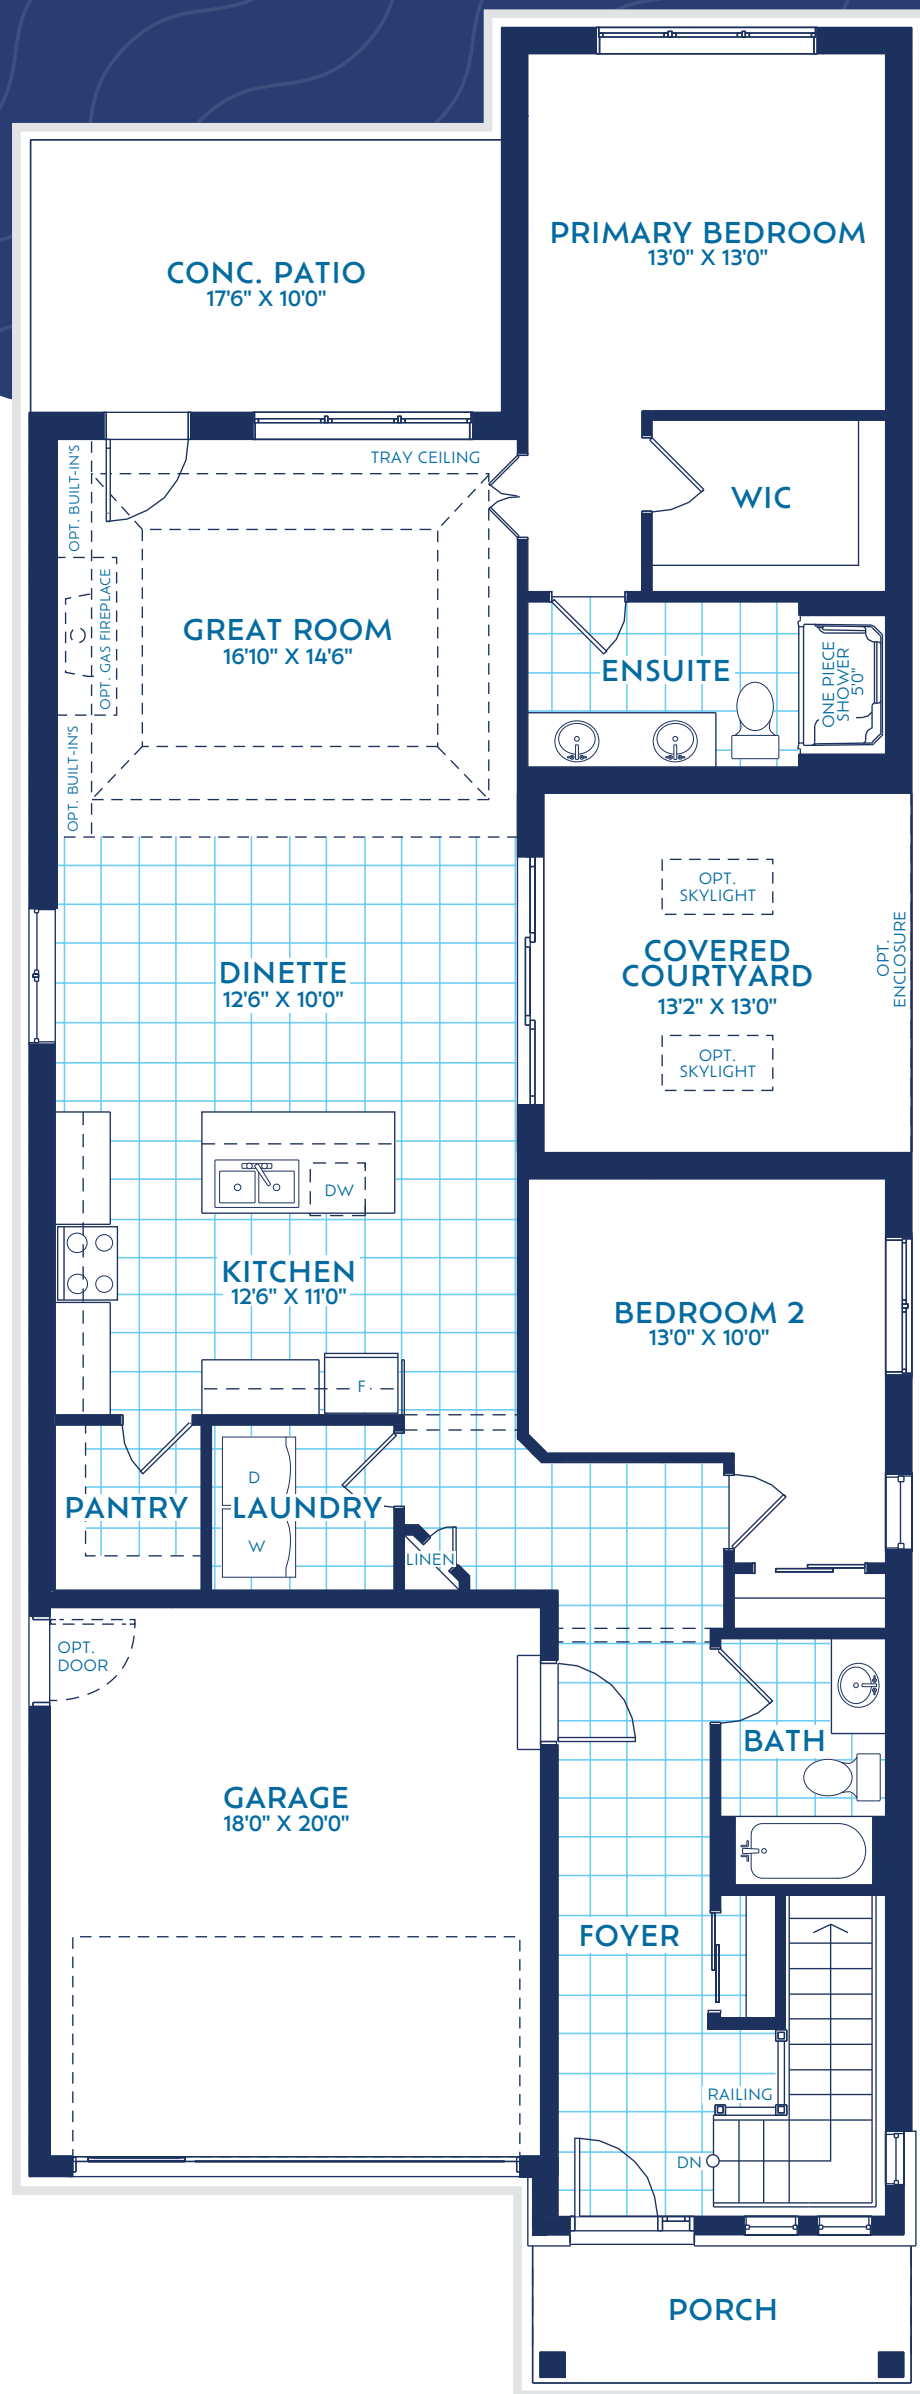 PRIMARY BEDROOM
13'0" X 13'0"
CONC. PATIO
17'6" X 10'0"
TRAY CEILING
OPT. BUILT-IN'S
WIC
OPT. GAS FIREPLACE
GREAT ROOM
16'10" X 14'6"
ENSUITE
ONE PIECE
SHOWER
5'0"
OPT. BUILT-IN'S
OPT.
SKYLIGHT
DINETTE
12'6" X 10'0"
COVERED
COURTYARD
13'2" X 13'0"
OPT.
ENCLOSURE
OPT.
SKYLIGHT
DW
KITCHEN
12'6" X 11'0"
BEDROOM 2
13'0" X 10'0"
F.
D
PANTRY
LAUNDRY
W
LINEN
OPT.
DOOR
BATH
GARAGE
18'0" X 20'0"
FOYER
RAILING
DN
PORCH